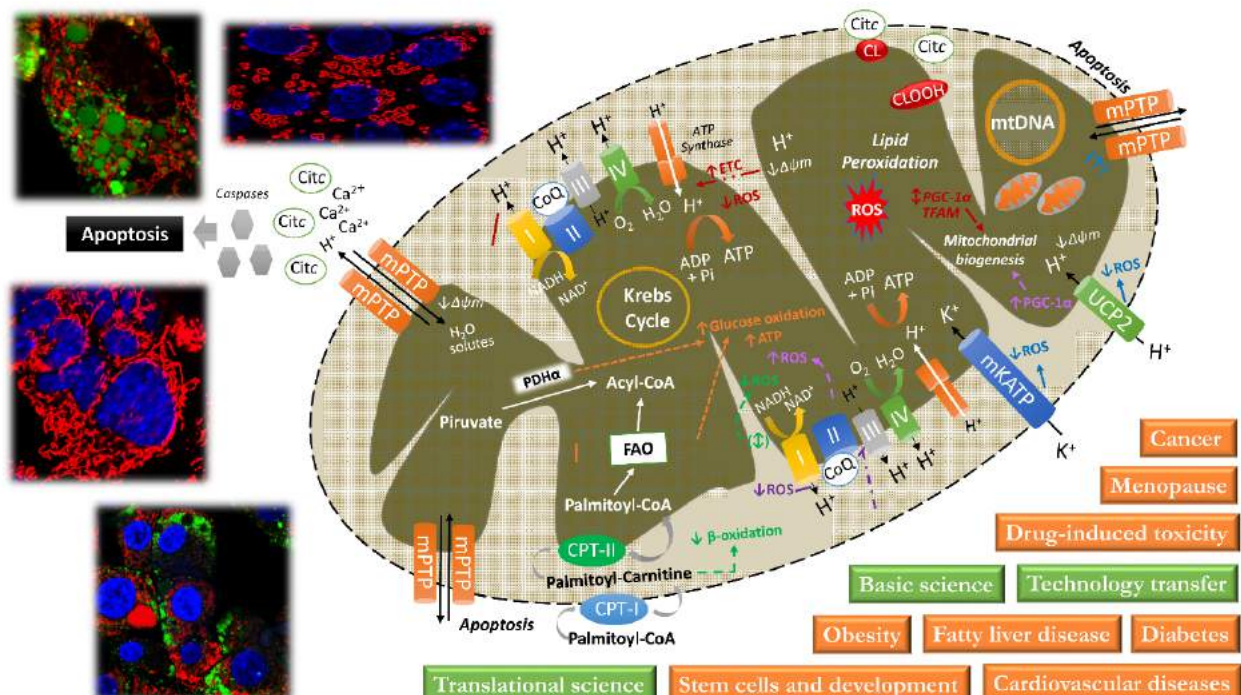 Caspases
Citc
Ca2+
Citc
Ca2+
Ca2+
H+
Citc
Apoptosis
mPTP
mPTP
↓Δψm
H2O
solutes
H+
H+
H+
H+
CoQ
I
II
III
IV
H+
NADH
NAD+
O2
H2O
H+
ATP
Synthase
↑ETC
↓ROS
H+
↓Δψm
ADP
+ Pi
ATP
Krebs
Cycle
Citc
CL
Citc
CLOOH
Lipid
Peroxidation
ROS
mtDNA
Apoptosis
mPTP
mPTP
↕PGC-1α
TFAM
Mitochondrial
biogenesis
↑PGC-1α
↓Δψm
H+
↓ROS
UCP2
H+
PDHα
Piruvate
Acyl-CoA
FAO
Palmitoyl-CoA
↑Glucose oxidation
↑ATP
↑ROS
↓ROS
(↕)
NADH
NAD+
H+
O2
H2O
ADP
+ Pi
ATP
H+
K+
↓ROS
mKATP
K+
H+
I
II
III
IV
CoQ
↓ROS
H+
H+
H+
mPTP
mPTP
Apoptosis
CPT-II
↓ β-oxidation
Palmitoyl-Carnitine
CPT-I
Palmitoyl-CoA
Cancer
Menopause
Drug-induced toxicity
Basic science
Technology transfer
Obesity
Fatty liver disease
Diabetes
Translational science
Stem cells and development
Cardiovascular diseases